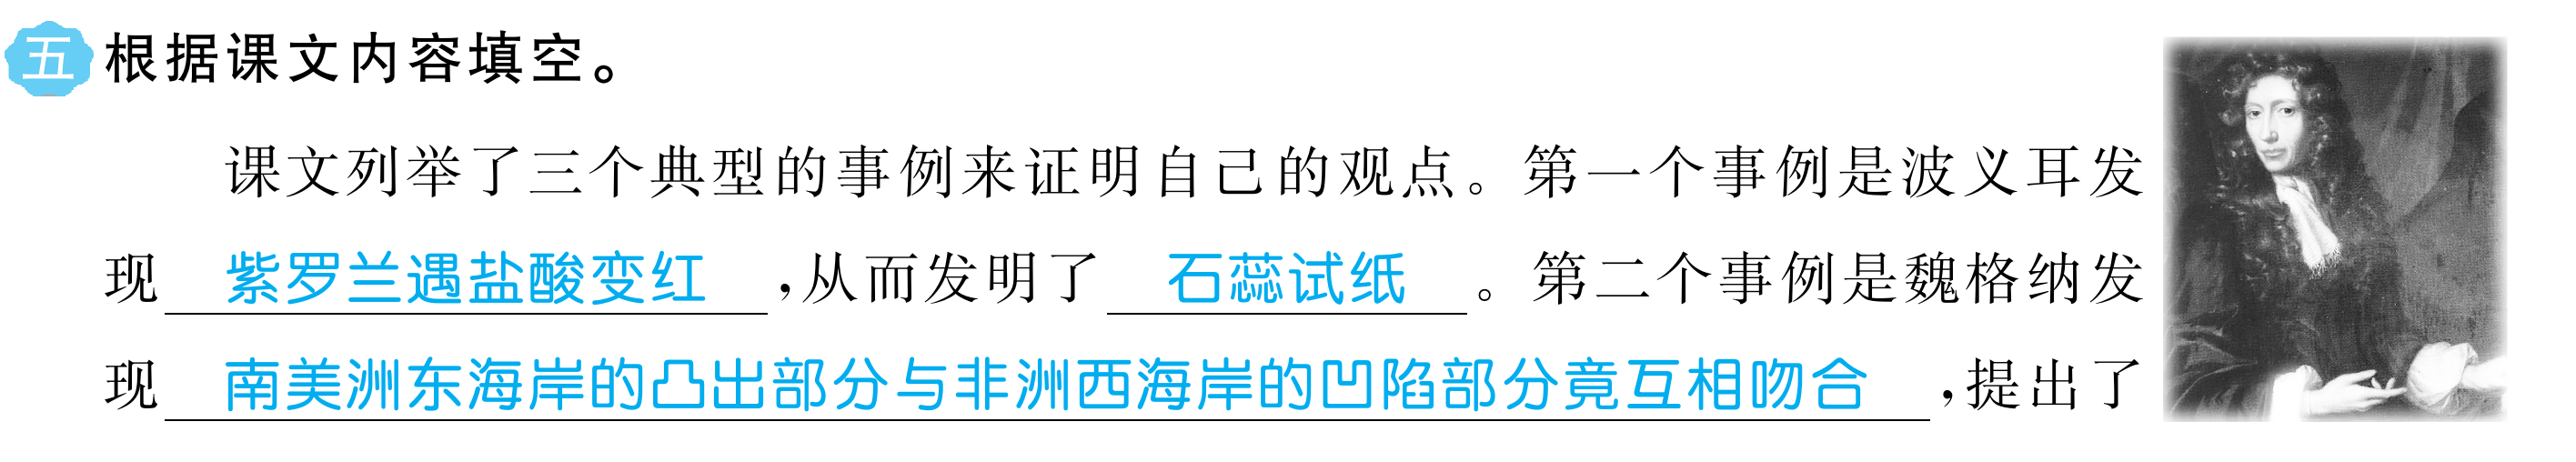 五 根据课文内容填空。
课文列举了三个典型的事例来证明自己的观点。第一个事例是波义耳发
现 紫罗兰遇盐酸变红 ,从而发明了 石蕊试纸 。第二个事例是魏格纳发
现 南美洲东海岸的凸出部分与非洲西海岸的凹陷部分竟互相吻合 ,提出了